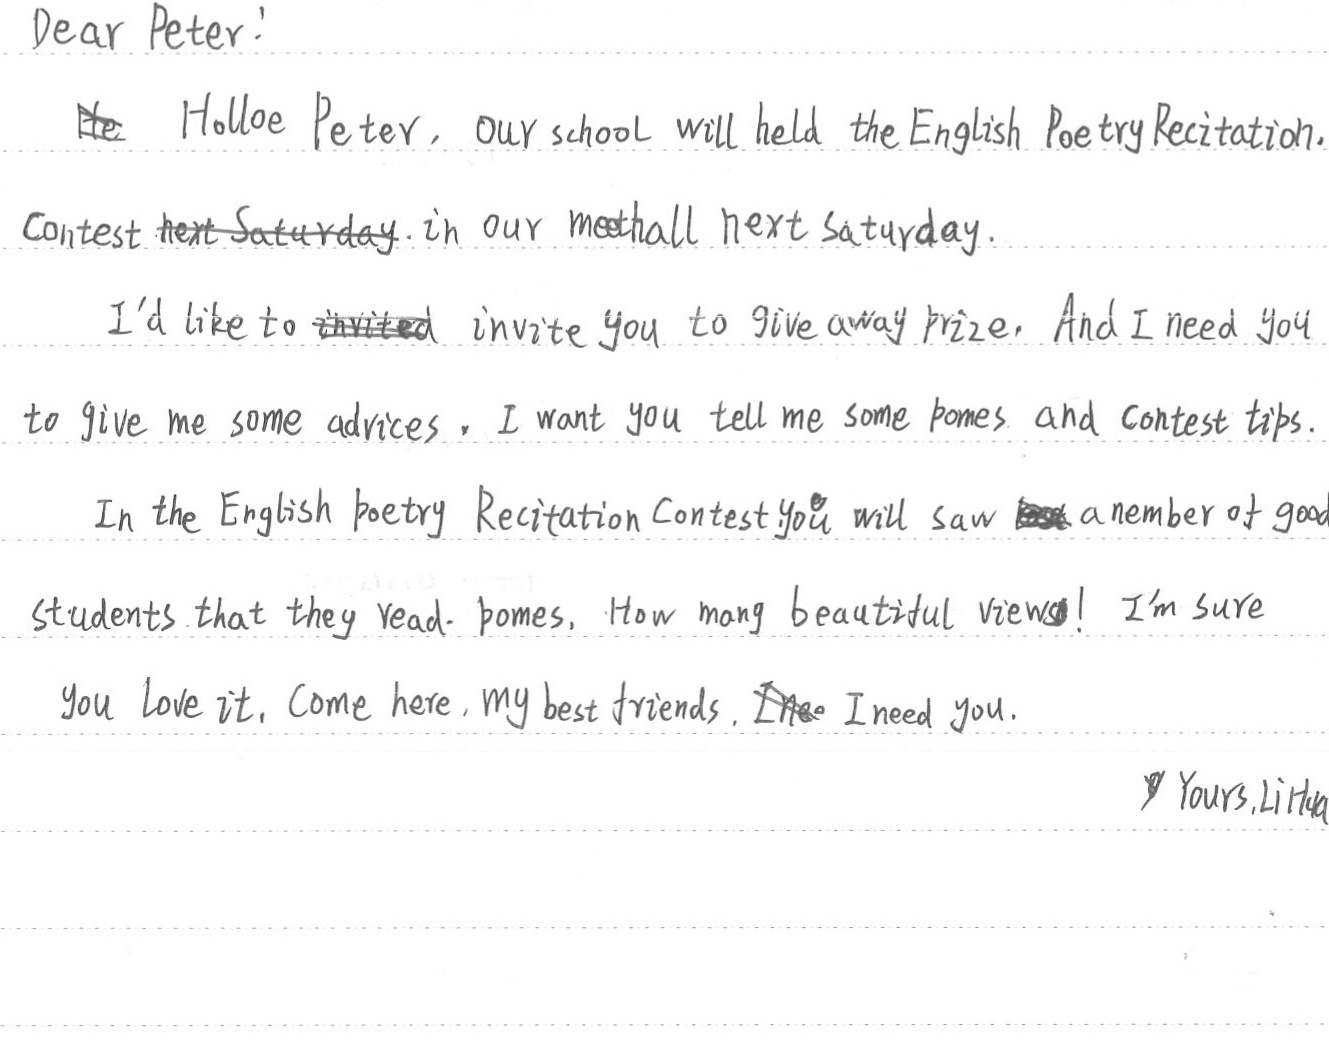 Dear Peter!
Holloe Peter, our school will held the English Poetry Recitation.
Contest in our meethall next Saturday.
I'd like to invite you to give away prize. And I need you
to give me some advices. I want you tell me some pomes and contest tips.
In the English poetry Recitation Contest you will saw a nember of good
students that they read. pomes. How mang beautiful views! I'm sure
you love it. Come here, my best friends. I need you.
Yours, Li Hua